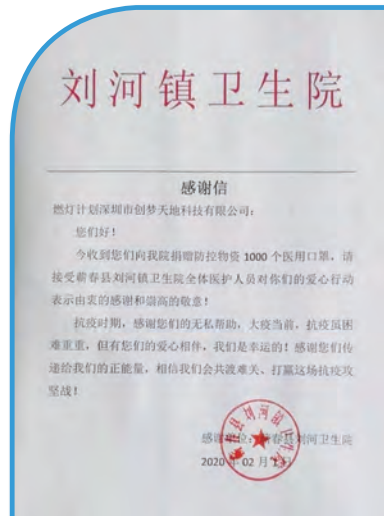 刘河镇卫生院
感谢信
燃灯计划深圳市创梦天地科技有限公司:
您们好!
今收到您们向我院捐赠防控物资 1000 个医用口罩,请
接受蕲春县刘河镇卫生院全体医护人员对你们的爱心行动
表示由衷的感谢和崇高的敬意!
抗疫时期,感谢您们的无私帮助,大疫当前,抗疫虽困
难重重,但有您们的爱心相伴,我们是幸运的!感谢您们传
递给我们的正能量,相信我们会共渡难关、打赢这场抗疫攻
坚战!
感谢单位:蕲春县刘河卫生院
2020 年 02 月